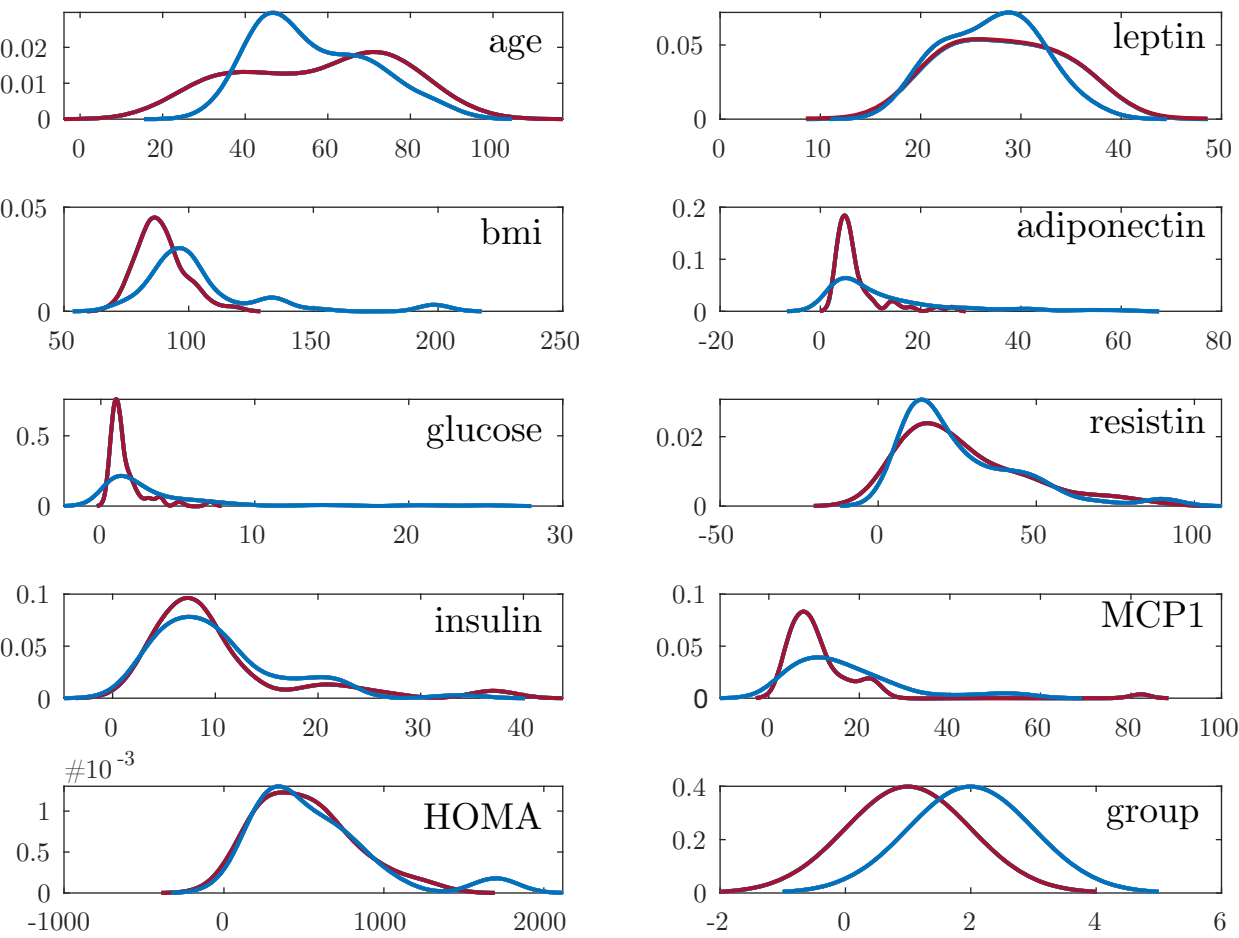 age
0.02
0.01
0
0 20 40 60 80 100
leptin
0.05
0
0 10 20 30 40 50
bmi
0.05
0
50 100 150 200 250
adiponectin
0.2
0.1
0
-20 0 20 40 60 80
glucose
0.5
0
0 10 20 30
resistin
0.02
0
-50 0 50 100
insulin
0.1
0.05
0
0 10 20 30 40
MCP1
0.1
0.05
0
0 20 40 60 80 100
#10-3
HOMA
1
0.5
0
-1000 0 1000 2000
group
0.4
0.2
0
-2 0 2 4 6